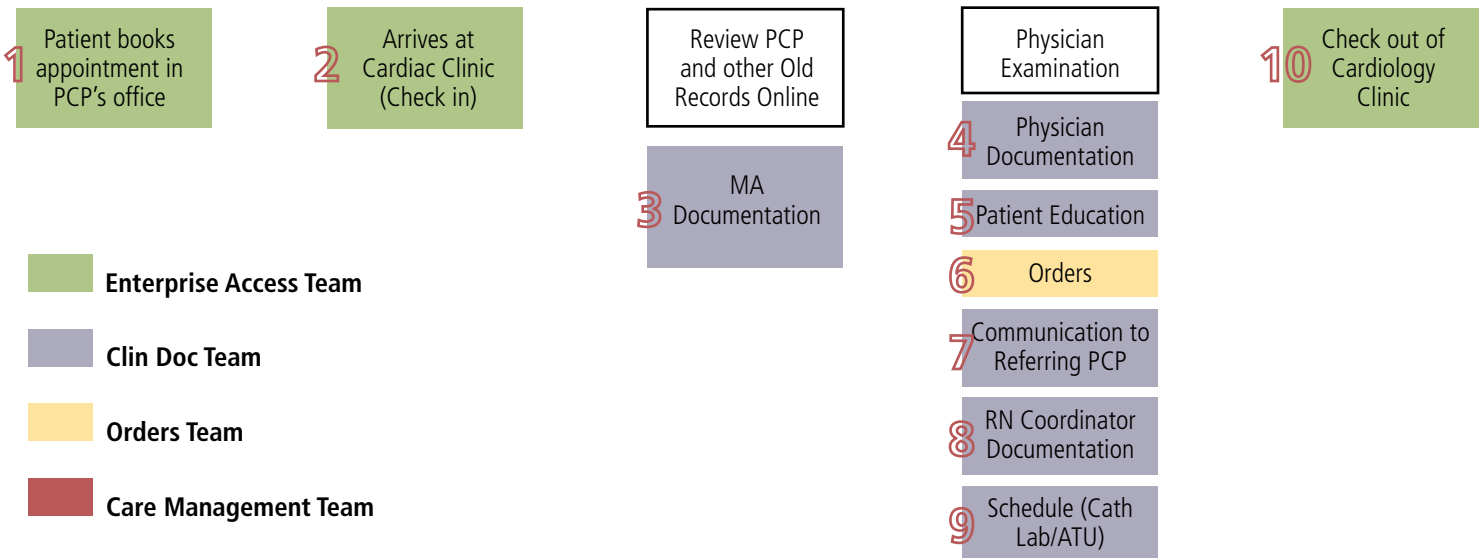 1
Patient books
appointment in
PCP's office
2
Arrives at
Cardiac Clinic
(Check in)
Review PCP
and other Old
Records Online
3
MA
Documentation
Physician
Examination
4
Physician
Documentation
5
Patient Education
6
Orders
7
Communication to
Referring PCP
8
RN Coordinator
Documentation
9
Schedule (Cath
Lab/ATU)
10
Check out of
Cardiology
Clinic
Enterprise Access Team
Clin Doc Team
Orders Team
Care Management Team